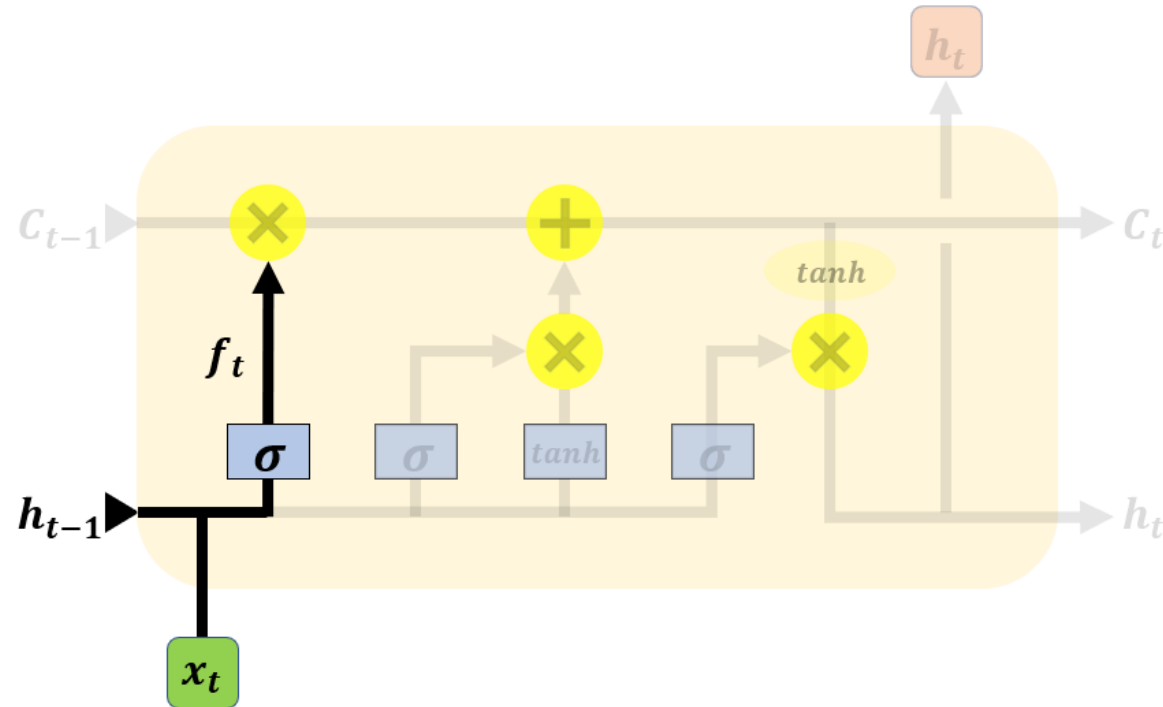 h_t
×
+
C_{t-1}
C_t
tanh
f_t
×
×
σ
σ
tanh
σ
h_{t-1}
h_t
x_t